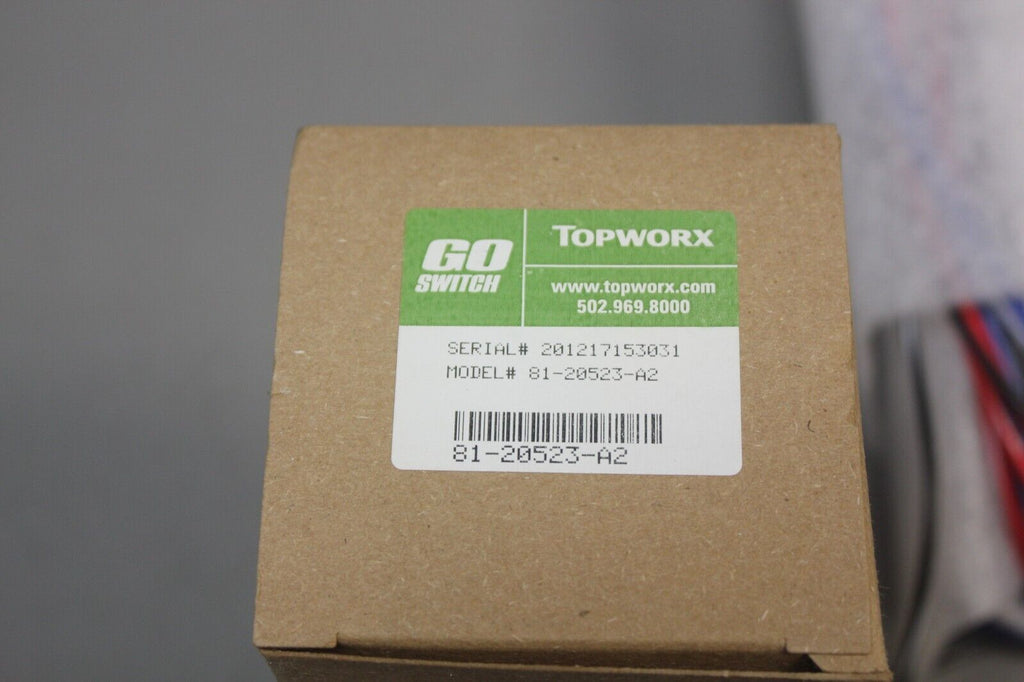 GO
SWITCH
TOPWORX
www.topworx.com
502.969.8000
SERIAL# 201217153031
MODEL# 81-20523-A2
81-20523-A2